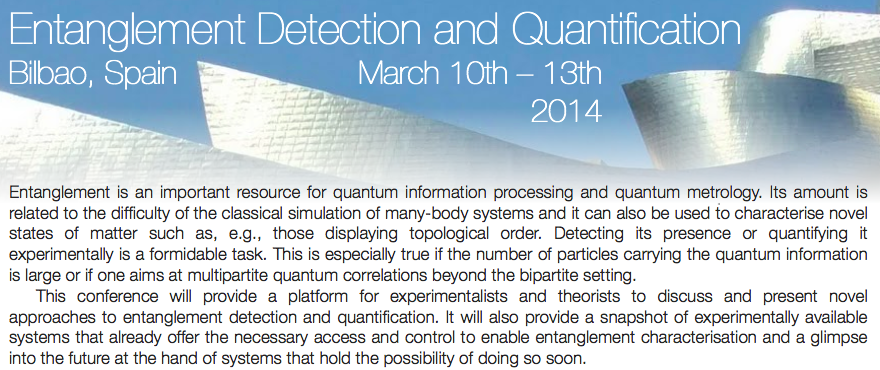 Entanglement Detection and Quantification
Bilbao, Spain March 10th – 13th
2014
Entanglement is an important resource for quantum information processing and quantum metrology. Its amount is
related to the difficulty of the classical simulation of many-body systems and it can also be used to characterise novel
states of matter such as, e.g., those displaying topological order. Detecting its presence or quantifying it
experimentally is a formidable task. This is especially true if the number of particles carrying the quantum information
is large or if one aims at multipartite quantum correlations beyond the bipartite setting.
This conference will provide a platform for experimentalists and theorists to discuss and present novel
approaches to entanglement detection and quantification. It will also provide a snapshot of experimentally available
systems that already offer the necessary access and control to enable entanglement characterisation and a glimpse
into the future at the hand of systems that hold the possibility of doing so soon.